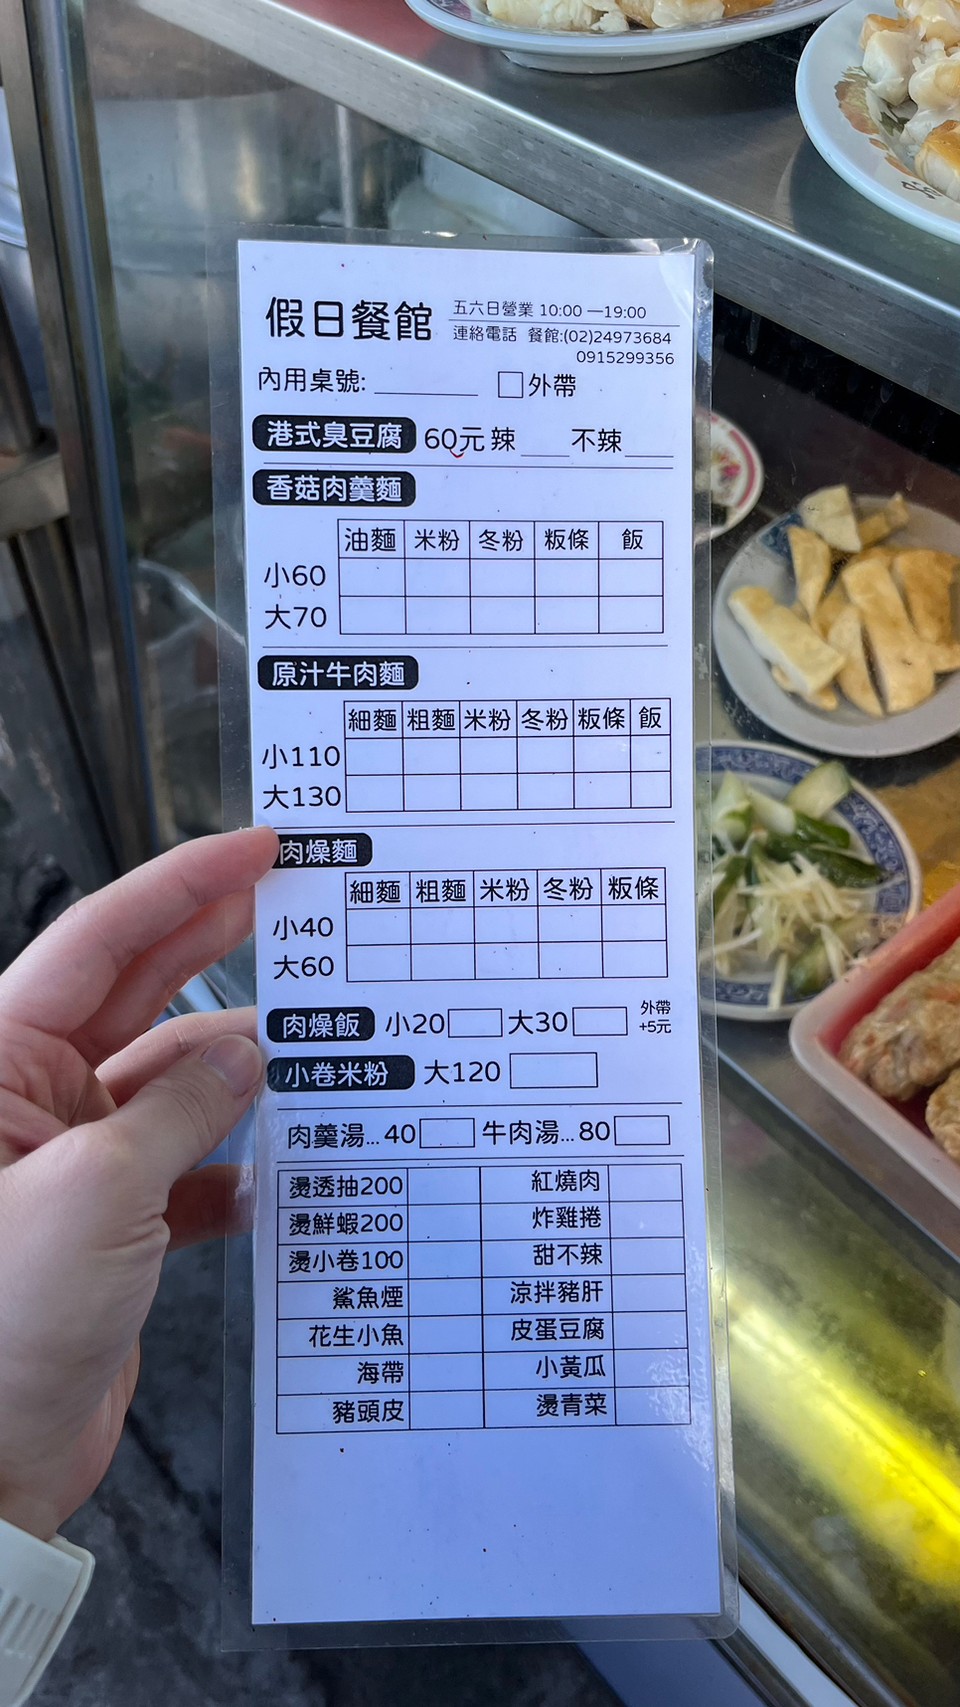 假日餐館
五六日營業 10:00 —19:00
連絡電話 餐館:(02)24973684
0915299356
內用桌號: ________ □外帶
港式臭豆腐 60元 辣____不辣____
香菇肉羹麵
油麵 米粉 冬粉 粄條 飯
小60
大70
原汁牛肉麵
細麵 粗麵 米粉 冬粉 粄條 飯
小110
大130
肉燥麵
細麵 粗麵 米粉 冬粉 粄條
小40
大60
肉燥飯 小20 大30 外帶
+5元
小卷米粉 大120
肉羹湯...40 牛肉湯...80
燙透抽200 紅燒肉
燙鮮蝦200 炸雞捲
燙小卷100 甜不辣
鯊魚煙 涼拌豬肝
花生小魚 皮蛋豆腐
海帶 小黃瓜
豬頭皮 燙青菜